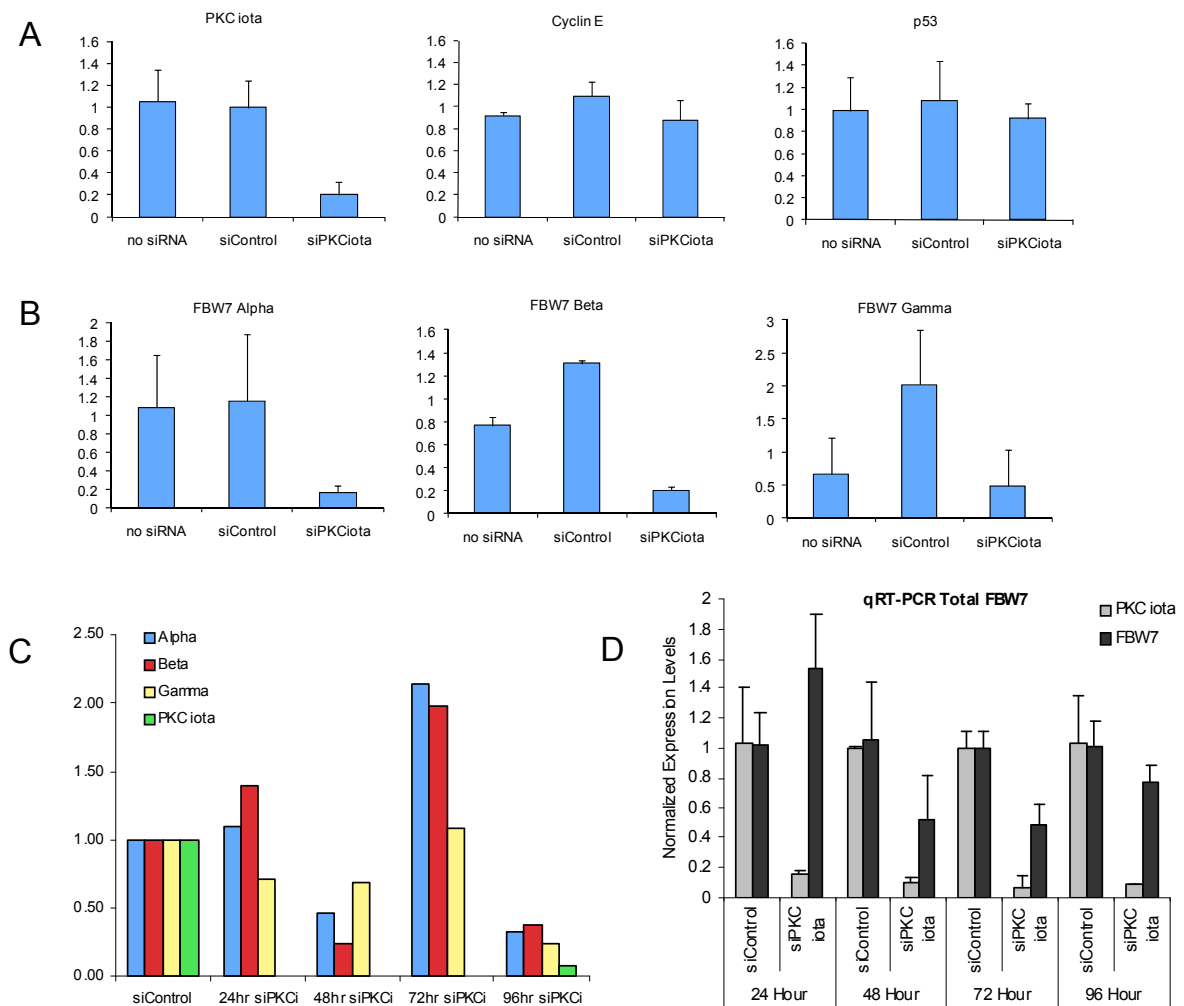 A
PKC iota
1.6
1.4
1.2
1
0.8
0.6
0.4
0.2
0
no siRNA siControl siPKCiota
Cyclin E
1.6
1.4
1.2
1
0.8
0.6
0.4
0.2
0
no siRNA siControl siPKCiota
p53
1.6
1.4
1.2
1
0.8
0.6
0.4
0.2
0
no siRNA siControl siPKCiota
B
FBW7 Alpha
2
1.8
1.6
1.4
1.2
1
0.8
0.6
0.4
0.2
0
no siRNA siControl siPKCiota
FBW7 Beta
1.6
1.4
1.2
1
0.8
0.6
0.4
0.2
0
no siRNA siControl siPKCiota
FBW7 Gamma
3
2.5
2
1.5
1
0.5
0
no siRNA siControl siPKCiota
C
2.50
2.00
1.50
1.00
0.50
0.00
Alpha
Beta
Gamma
PKC iota
siControl 24hr siPKCi 48hr siPKCi 72hr siPKCi 96hr siPKCi
D
qRT-PCR Total FBW7
PKC iota
FBW7
Normalized Expression Levels
2
1.8
1.6
1.4
1.2
1
0.8
0.6
0.4
0.2
0
siControl
siPKC
iota
siControl
siPKC
iota
siControl
siPKC
iota
siControl
siPKC
iota
24 Hour 48 Hour 72 Hour 96 Hour